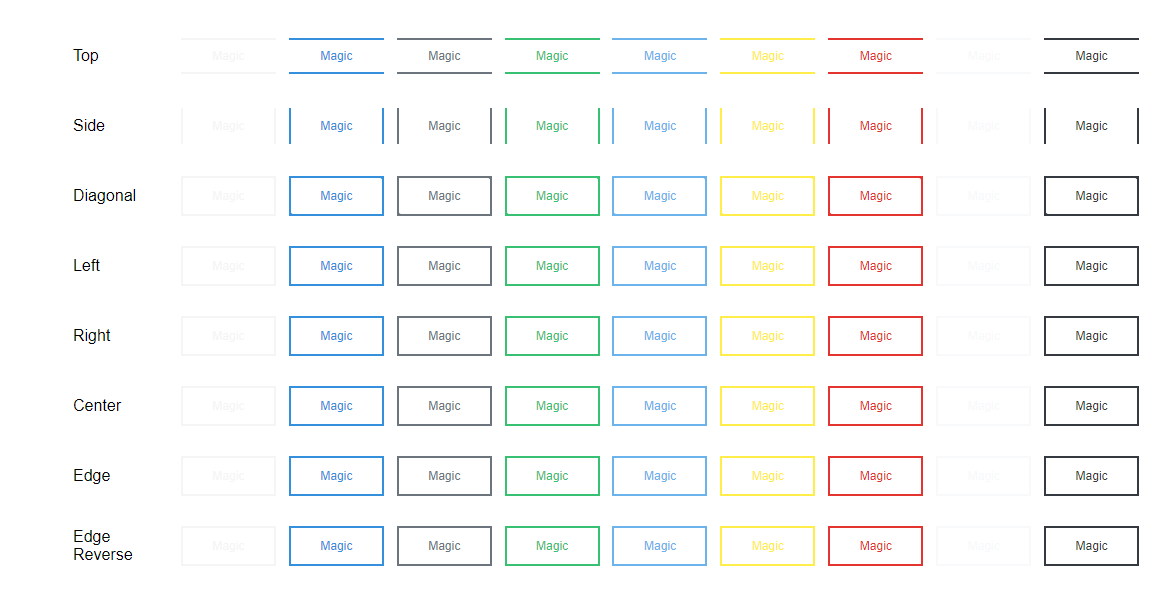 Top Magic Magic Magic Magic Magic Magic Magic Magic Magic
Side Magic Magic Magic Magic Magic Magic Magic Magic Magic
Diagonal Magic Magic Magic Magic Magic Magic Magic Magic Magic
Left Magic Magic Magic Magic Magic Magic Magic Magic Magic
Right Magic Magic Magic Magic Magic Magic Magic Magic Magic
Center Magic Magic Magic Magic Magic Magic Magic Magic Magic
Edge Magic Magic Magic Magic Magic Magic Magic Magic Magic
Edge
Reverse Magic Magic Magic Magic Magic Magic Magic Magic Magic